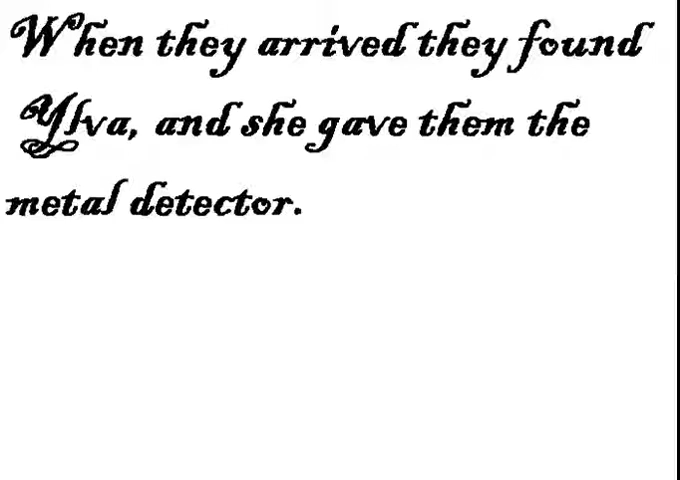 When they arrived they found
Ylva, and she gave them the
metal detector.